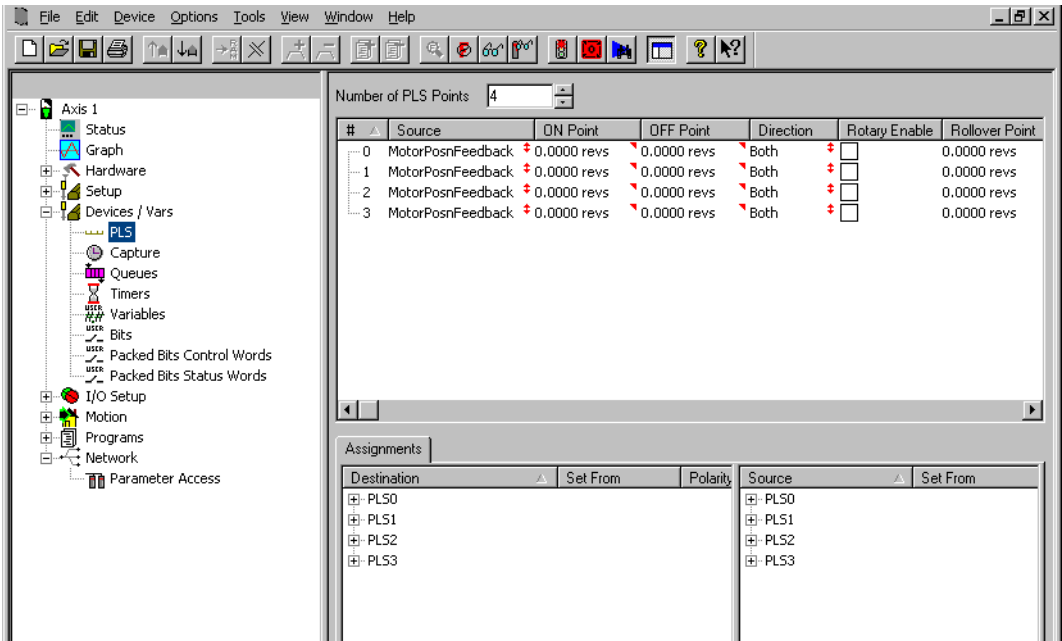 File Edit Device Options Tools View Window Help
Number of PLS Points 4
# Source ON Point OFF Point Direction Rotary Enable Rollover Point
0 MotorPosnFeedback 0.0000 revs 0.0000 revs Both 0.0000 revs
1 MotorPosnFeedback 0.0000 revs 0.0000 revs Both 0.0000 revs
2 MotorPosnFeedback 0.0000 revs 0.0000 revs Both 0.0000 revs
3 MotorPosnFeedback 0.0000 revs 0.0000 revs Both 0.0000 revs
Axis 1
Status
Graph
Hardware
Setup
Devices / Vars
PLS
Capture
Queues
Timers
USER ## Variables
USER Bits
USER Packed Bits Control Words
USER Packed Bits Status Words
I/O Setup
Motion
Programs
Network
Parameter Access
Assignments
Destination Set From Polarity
PLS0
PLS1
PLS2
PLS3
Source Set From
PLS0
PLS1
PLS2
PLS3